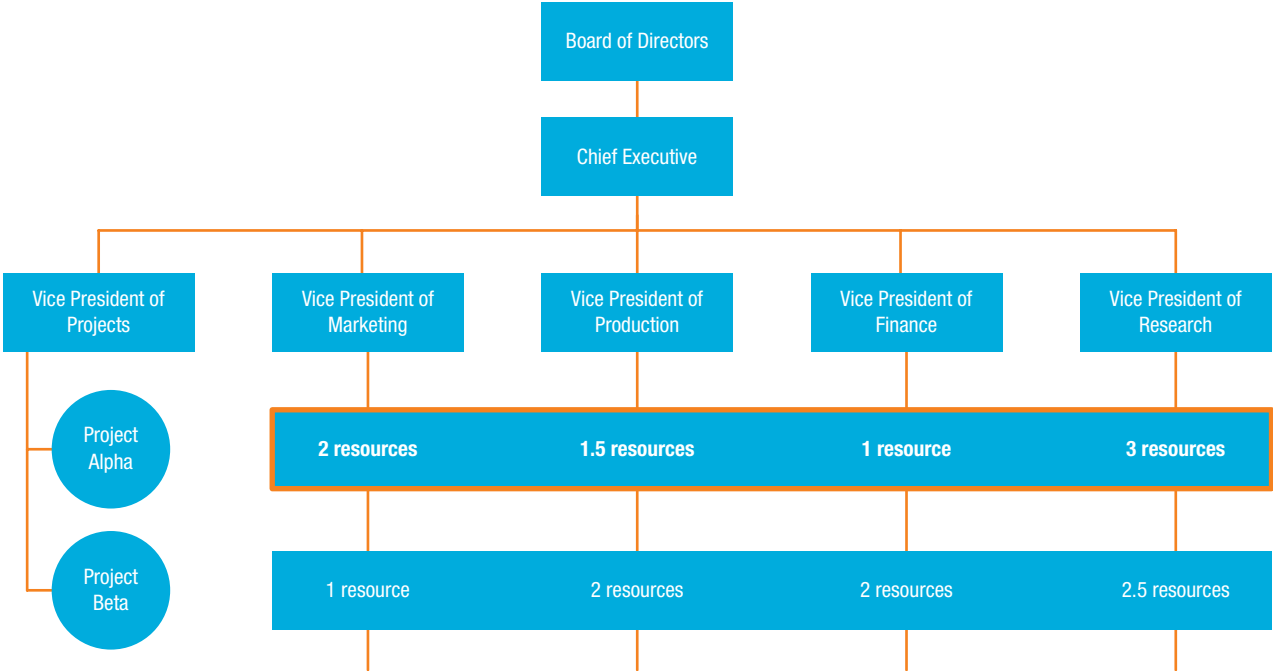 Board of Directors
Chief Executive
Vice President of
Projects
Vice President of
Marketing
Vice President of
Production
Vice President of
Finance
Vice President of
Research
Project
Alpha
2 resources
1.5 resources
1 resource
3 resources
Project
Beta
1 resource
2 resources
2 resources
2.5 resources